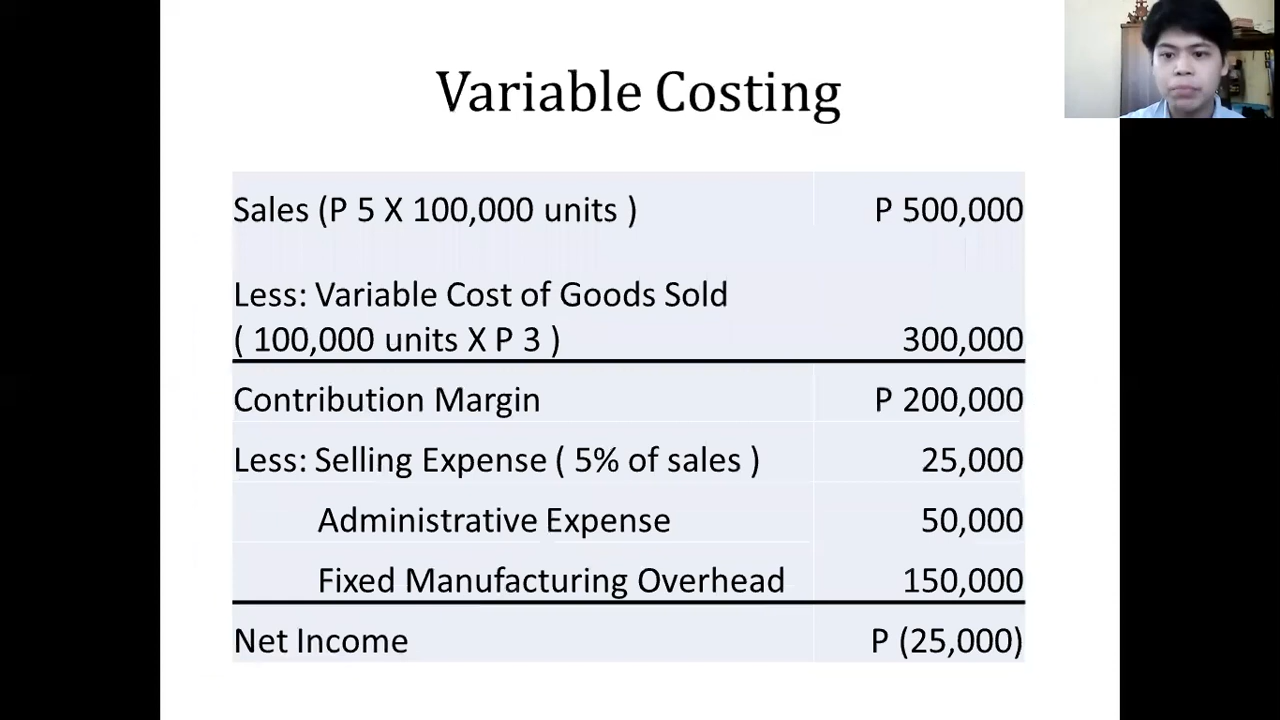 Variable Costing
Sales (P 5 X 100,000 units ) P 500,000
Less: Variable Cost of Goods Sold
( 100,000 units X P 3 ) 300,000
Contribution Margin P 200,000
Less: Selling Expense ( 5% of sales ) 25,000
Administrative Expense 50,000
Fixed Manufacturing Overhead 150,000
Net Income P (25,000)